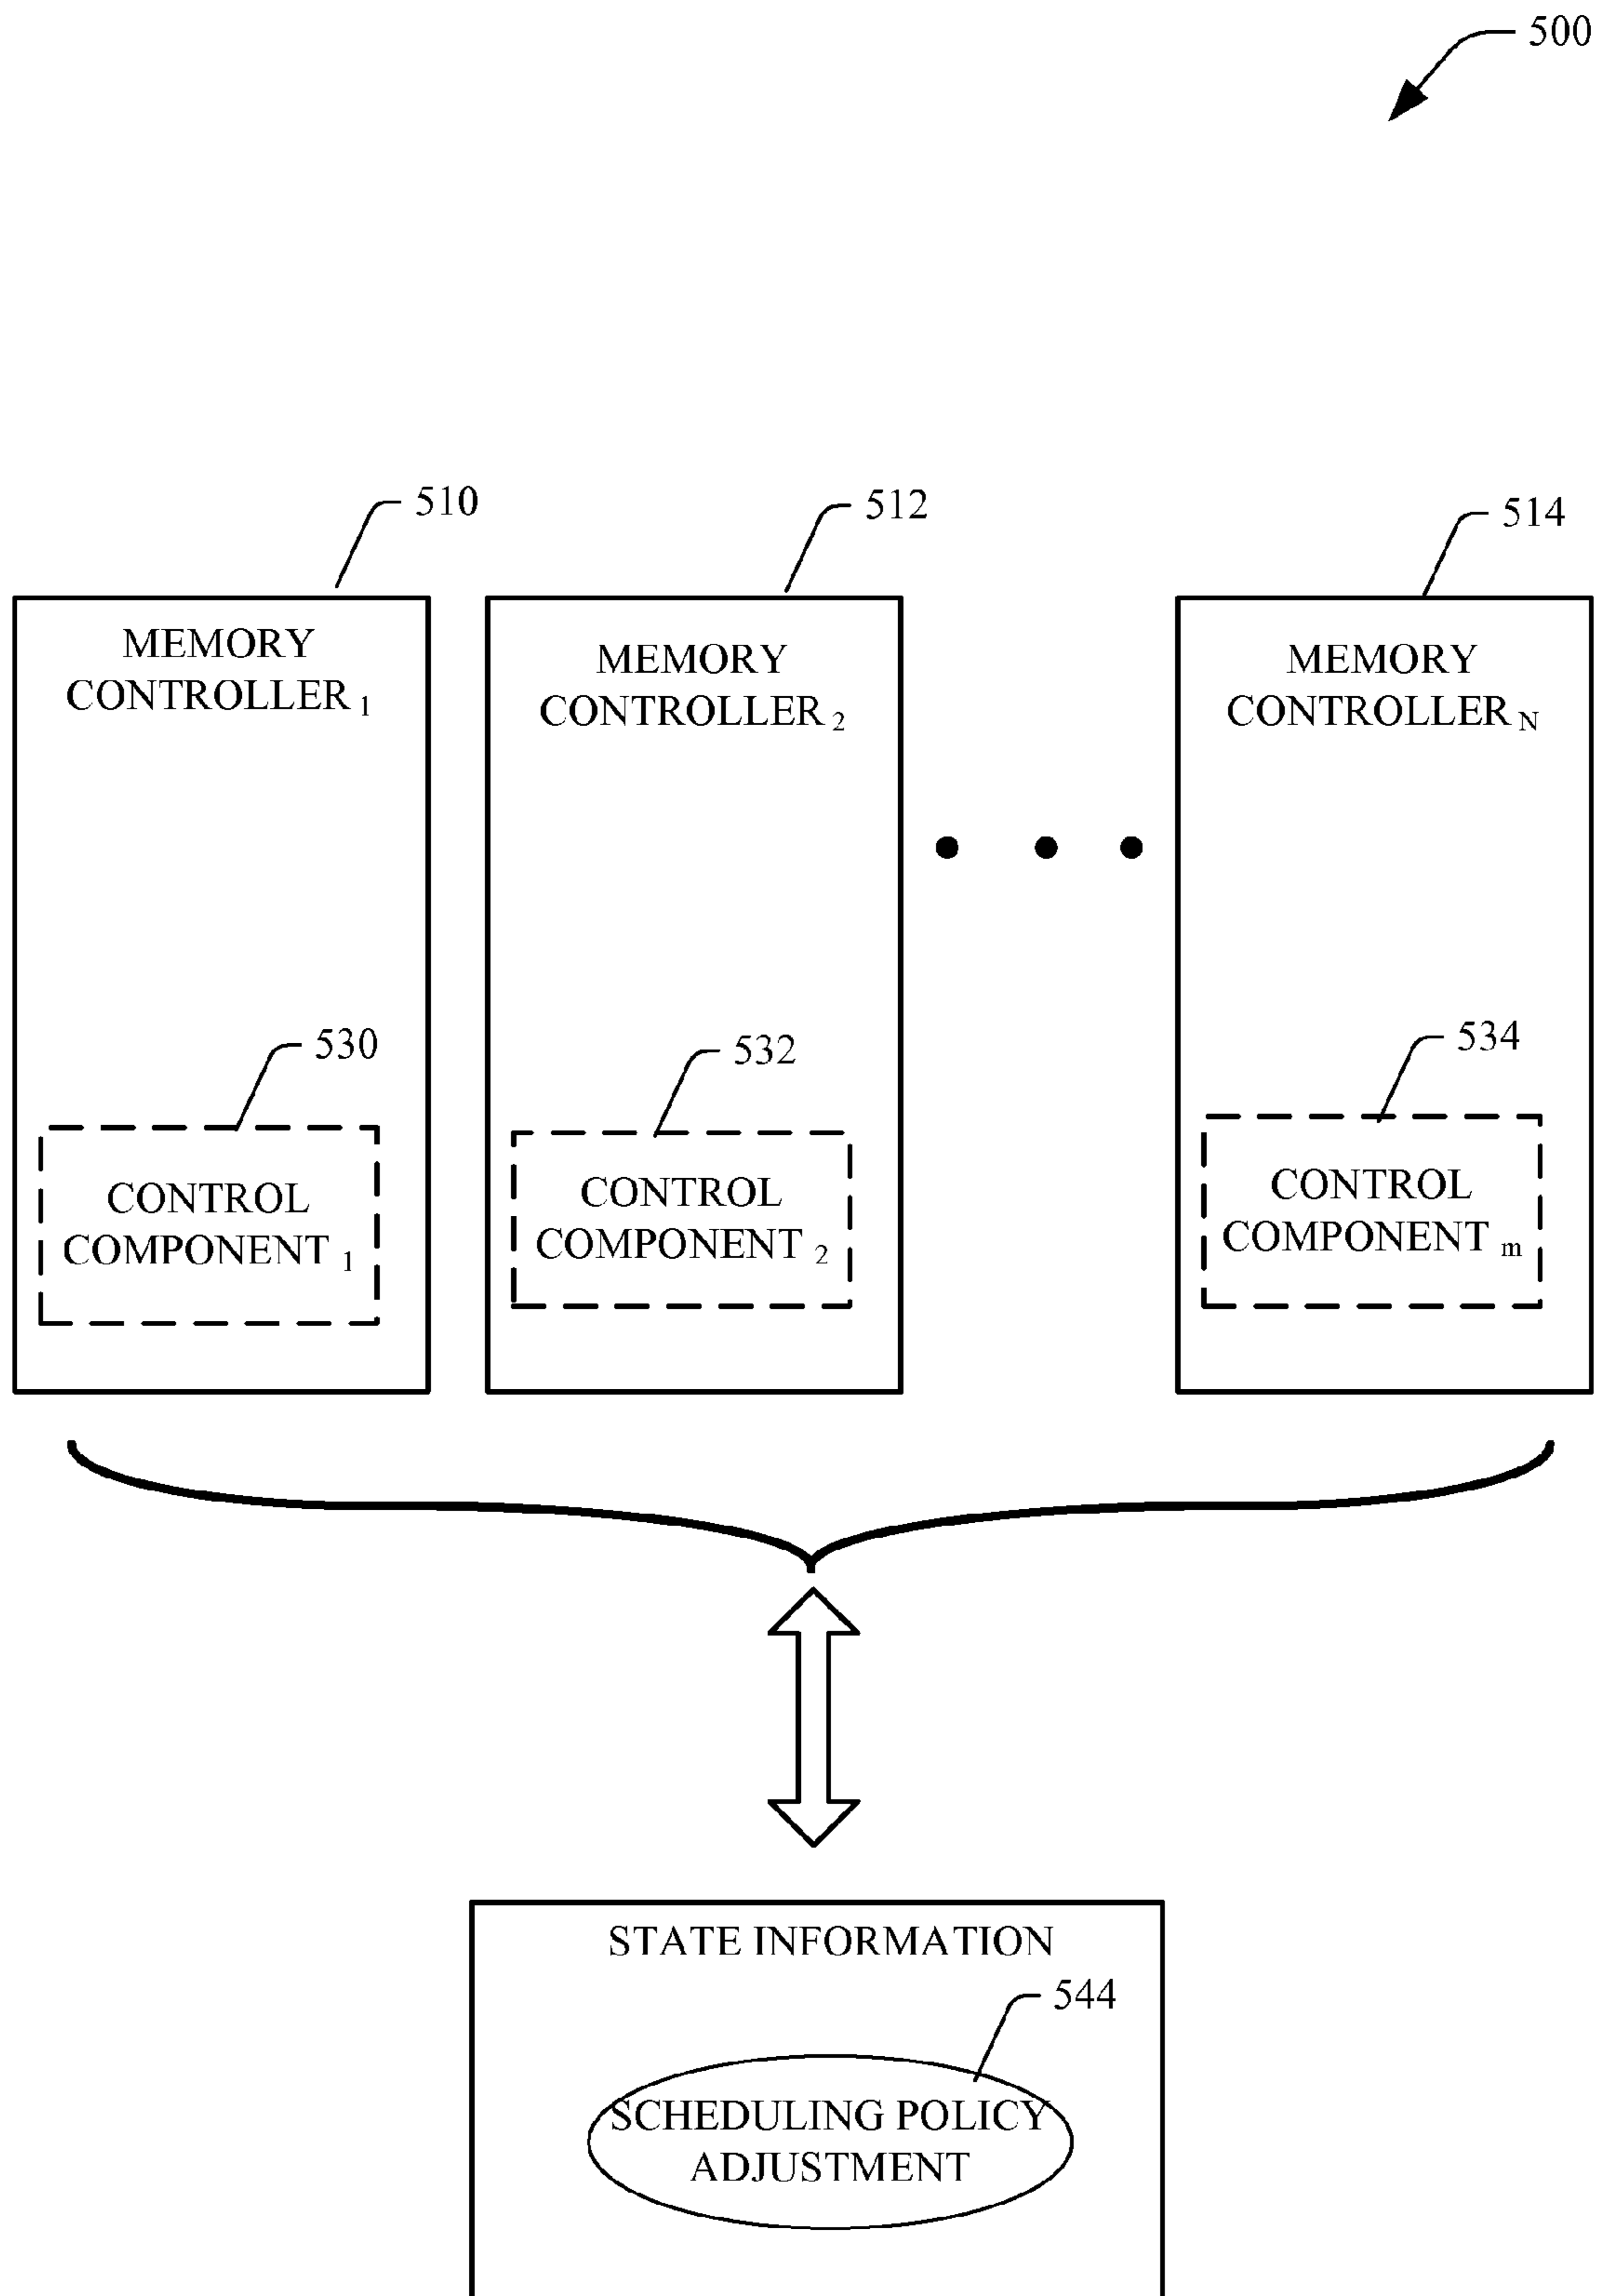 500
510
512
514
MEMORY
CONTROLLER 1
MEMORY
CONTROLLER 2
MEMORY
CONTROLLER N
530
532
534
CONTROL
COMPONENT 1
CONTROL
COMPONENT 2
CONTROL
COMPONENT m
STATE INFORMATION
544
SCHEDULING POLICY
ADJUSTMENT